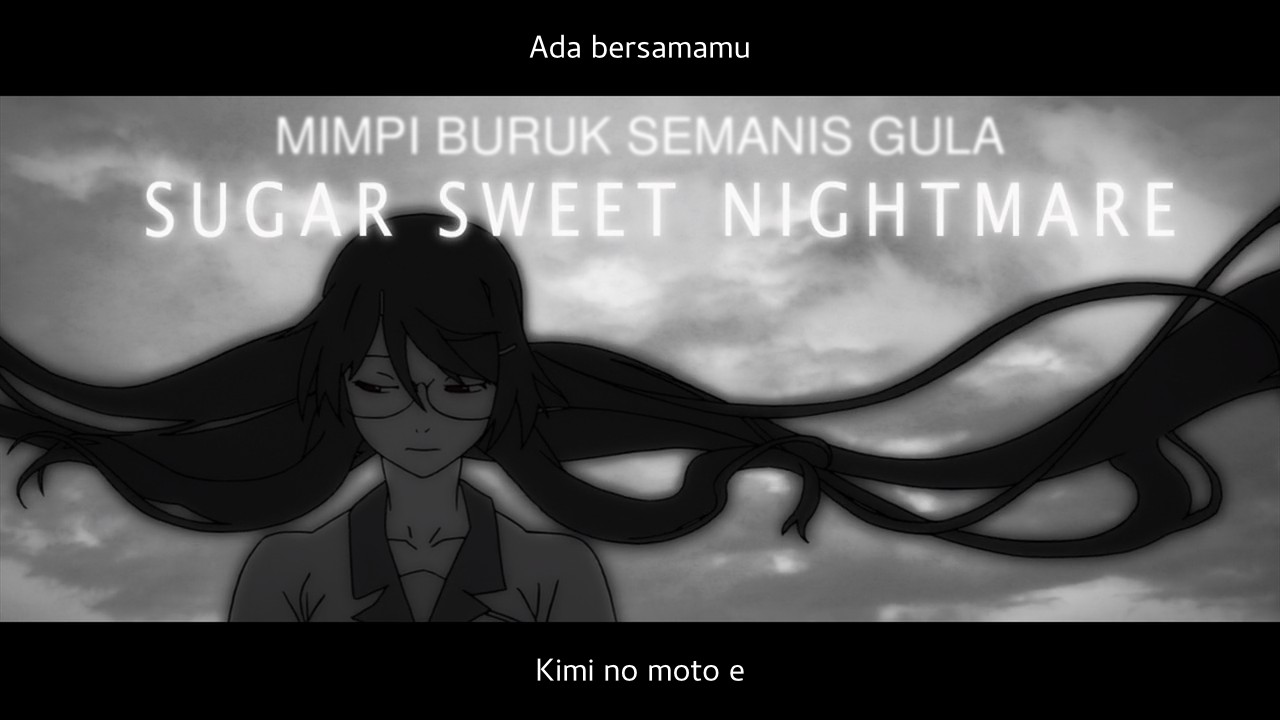 Ada bersamamu
MIMPI BURUK SEMANIS GULA
SUGAR SWEET NIGHTMARE
Kimi no moto e